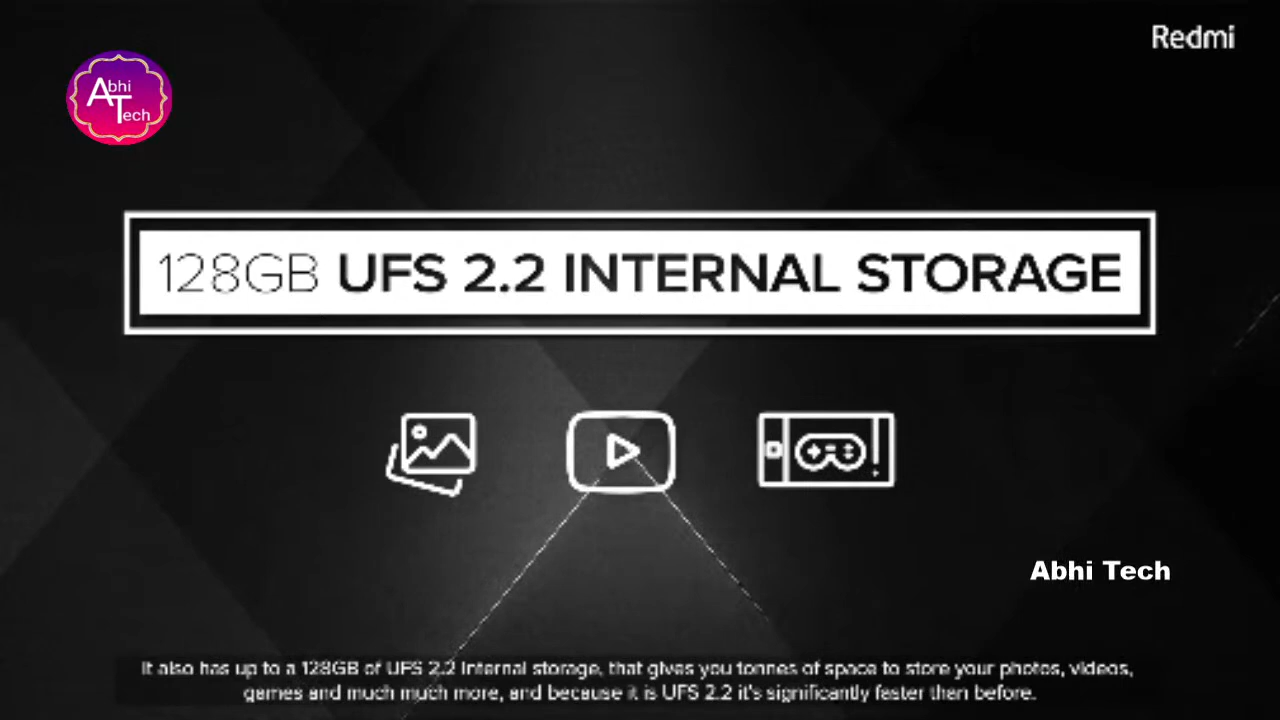 Redmi
Abhi
Tech
128GB UFS 2.2 INTERNAL STORAGE
Abhi Tech
It also has up to a 128GB of UFS 2.2 Internal storage, that gives you tonnes of space to store your photos, videos,
games and much much more, and because it is UFS 2.2 it's significantly faster than before.